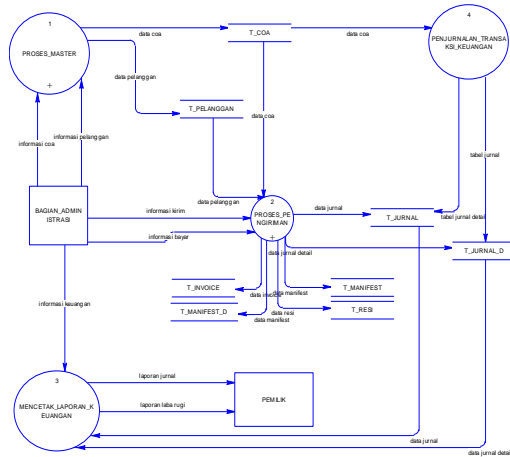 1
PROSES_MASTER
+
data coa
T_COA
data coa
4
PENJURNALAN_TRANSA
KSI_KEUANGAN
data pelanggan
T_PELANGGAN
data coa
informasi coa
informasi pelanggan
tabel jurnal
data pelanggan
BAGIAN_ADMIN
ISTRASI
informasi kirim
informasi bayar
2
PROSES_PE
NGIRIMAN
+
data jurnal
T_JURNAL
tabel jurnal detail
data jurnal detail
T_JURNAL_D
T_INVOICE
data invoice
data manifest
T_MANIFEST
T_MANIFEST_D
data resi
data manifest
T_RESI
informasi keuangan
3
MENCETAK_LAPORAN_K
EUANGAN
laporan jurnal
laporan laba rugi
PEMILIK
data jurnal
data jurnal detail